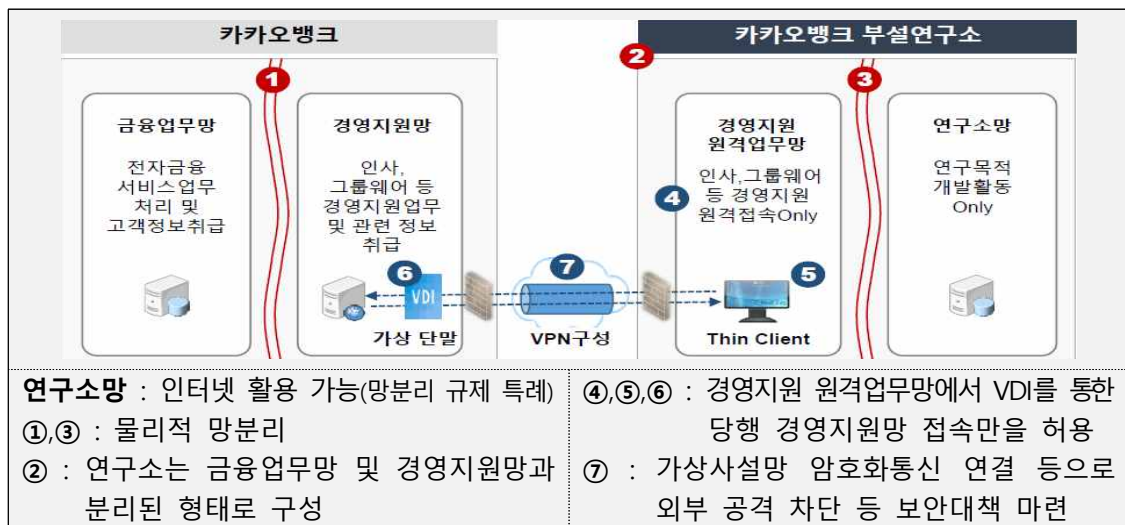 카카오뱅크
카카오뱅크 부설연구소
①
②
③
금융업무망
전자금융
서비스업무
처리 및
고객정보취급
경영지원망
인사,
그룹웨어 등
경영지원업무
및 관련 정보
취급
경영지원
원격업무망
인사,그룹웨어
등 경영지원
원격접속Only
④
연구소망
연구목적
개발활동
Only
⑥
⑦
⑤
VDI
가상 단말
VPN구성
Thin Client
연구소망 : 인터넷 활용 가능(망분리 규제 특례)
①,③ : 물리적 망분리
② : 연구소는 금융업무망 및 경영지원망과
분리된 형태로 구성
④,⑤,⑥ : 경영지원 원격업무망에서 VDI를 통한
당행 경영지원망 접속만을 허용
⑦ : 가상사설망 암호화통신 연결 등으로
외부 공격 차단 등 보안대책 마련